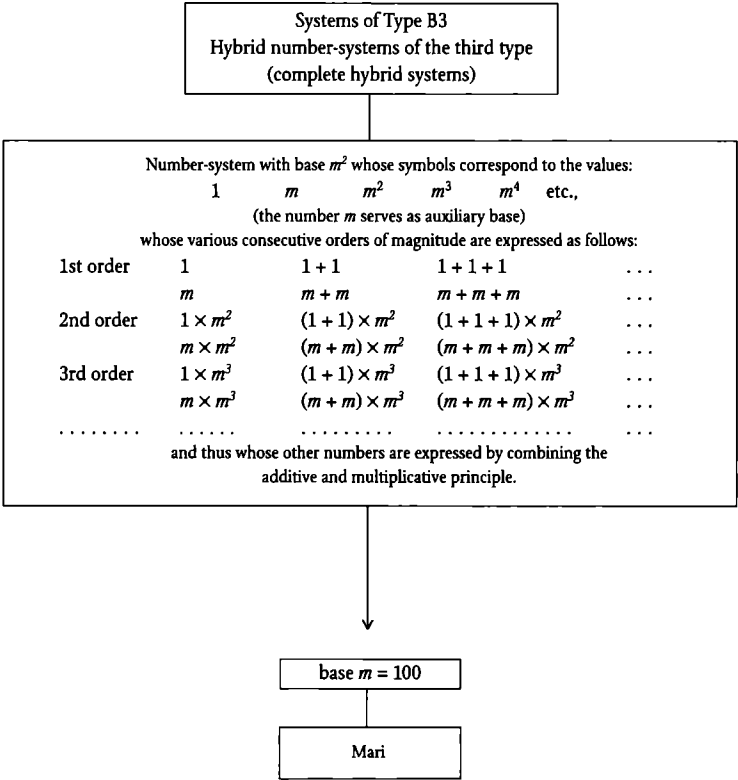 Systems of Type B3
Hybrid number-systems of the third type
(complete hybrid systems)
Number-system with base m² whose symbols correspond to the values:
1 m m² m³ m⁴ etc.,
(the number m serves as auxiliary base)
whose various consecutive orders of magnitude are expressed as follows:
1st order 1 1 + 1 1 + 1 + 1 ...
m m + m m + m + m ...
2nd order 1 × m² (1 + 1) × m² (1 + 1 + 1) × m² ...
m × m² (m + m) × m² (m + m + m) × m² ...
3rd order 1 × m³ (1 + 1) × m³ (1 + 1 + 1) × m³ ...
m × m³ (m + m) × m³ (m + m + m) × m³ ...
........ ...... ......... ............. ...
and thus whose other numbers are expressed by combining the
additive and multiplicative principle.
base m = 100
Mari